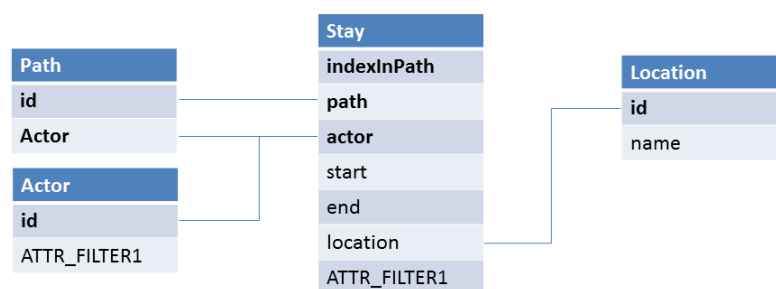 Path
id
Actor
Actor
id
ATTR_FILTER1
Stay
indexInPath
path
actor
start
end
location
ATTR_FILTER1
Location
id
name